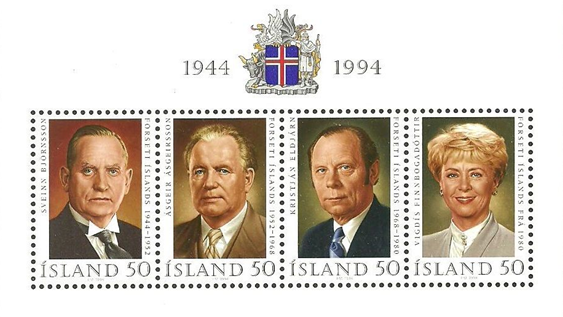 1944 1994
SVEINN BJÖRNSSON
FORSETI ÍSLANDS 1944-1952
ÍSLAND 50
ÁSGEIR ÁSGEIRSSON
FORSETI ÍSLANDS 1952-1968
ÍSLAND 50
KRISTJÁN ELDJÁRN
FORSETI ÍSLANDS 1968-1980
ÍSLAND 50
VIGDÍS FINNBOGADÓTTIR
FORSETI ÍSLANDS FRÁ 1980
ÍSLAND 50